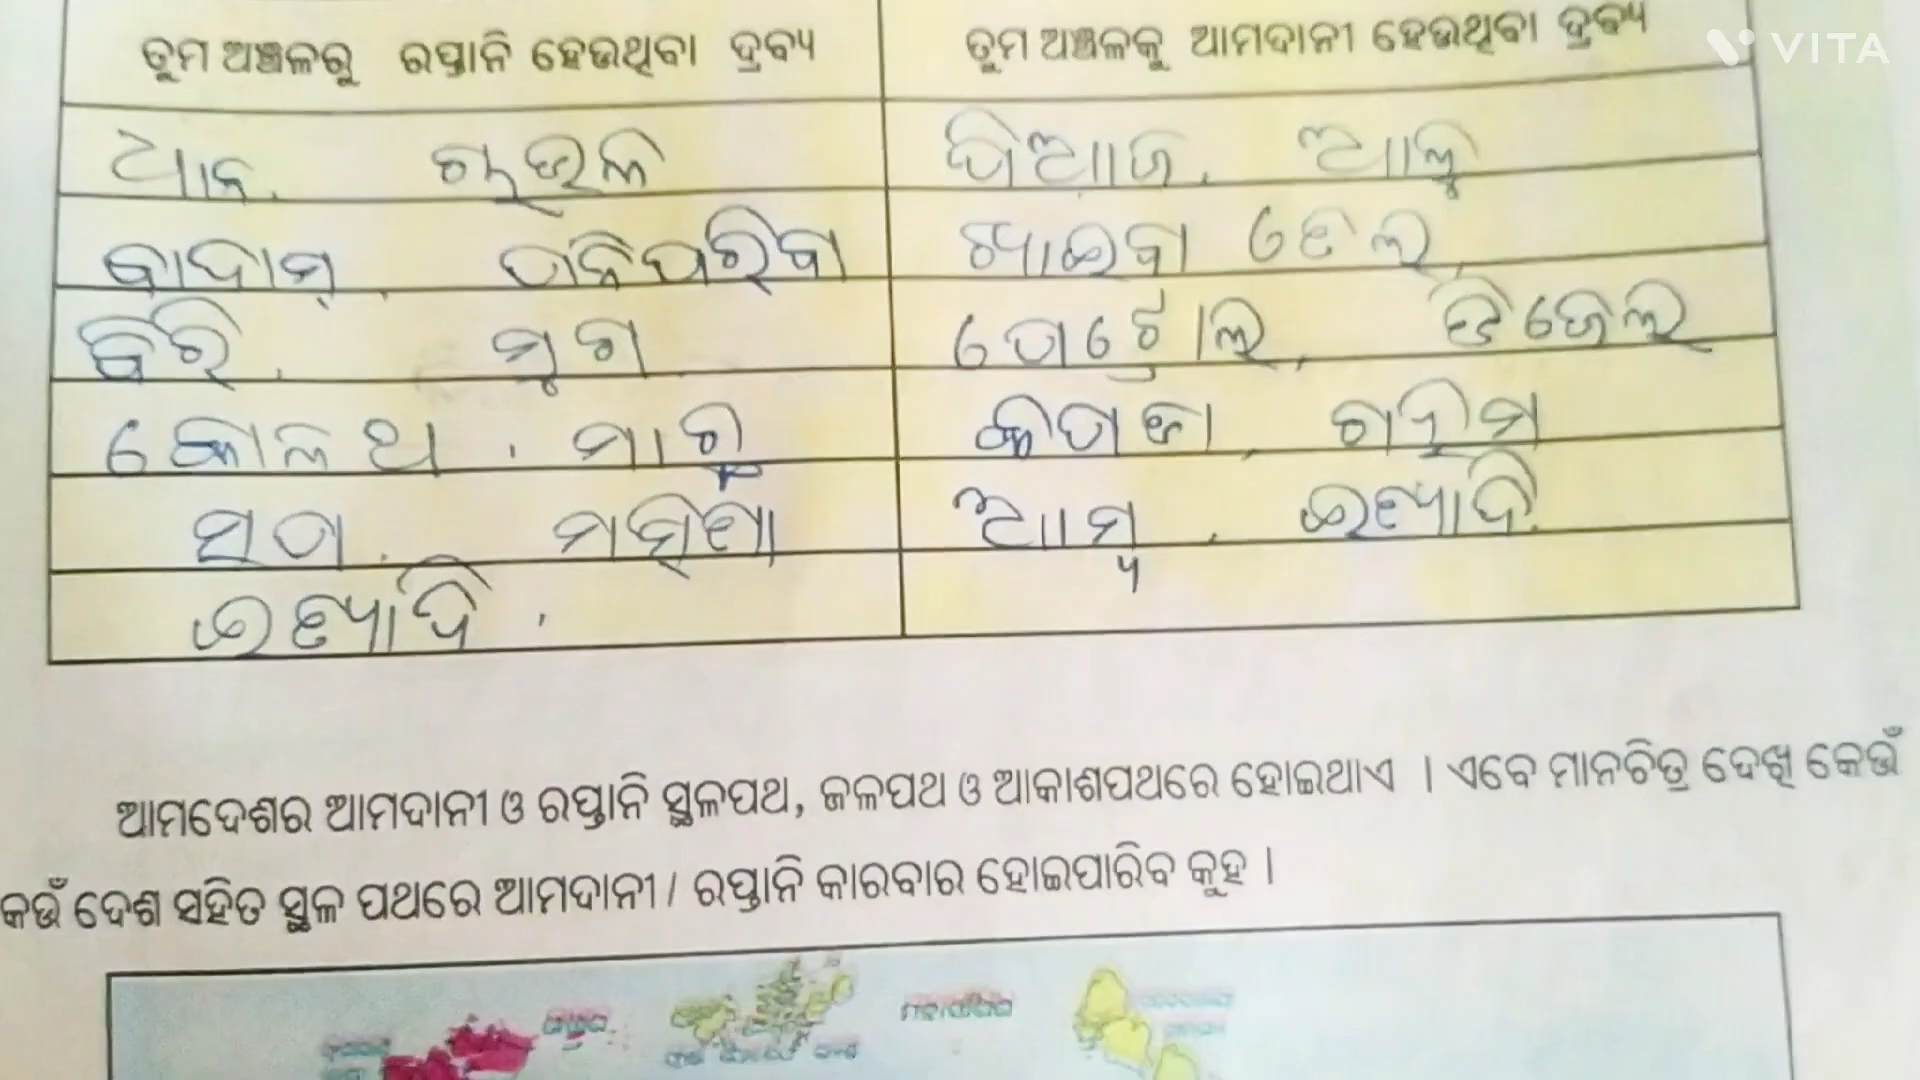 ତୁମ ଅଞ୍ଚଳରୁ ରପ୍ତାନି ହେଉଥିବା ଦ୍ରବ୍ୟ ତୁମ ଅଞ୍ଚଳକୁ ଆମଦାନୀ ହେଉଥିବା ଦ୍ରବ୍ୟ
VITA
ଧାନ. ଚାଉଳ ପିଆଜ. ଆଳୁ
ବାଦାମ୍. ପନିପରିବା ଖାଇବା ତେଲ,
ବିରି. ମୁଗ ପେଟ୍ରୋଲ, ଡିଜେଲ
କୋଳଥ. ମାଛ କପଡା, ଗହମ
ସପ. ମହିଷା ଆମ୍ବ, ଇତ୍ୟାଦି
ଇତ୍ୟାଦି.
ଆମଦେଶର ଆମଦାନୀ ଓ ରପ୍ତାନି ସ୍ଥଳପଥ, ଜଳପଥ ଓ ଆକାଶପଥରେ ହୋଇଥାଏ । ଏବେ ମାନଚିତ୍ର ଦେଖି କେଉଁ
କଉଁ ଦେଶ ସହିତ ସ୍ଥଳ ପଥରେ ଆମଦାନୀ / ରପ୍ତାନି କାରବାର ହୋଇପାରିବ କୁହ ।